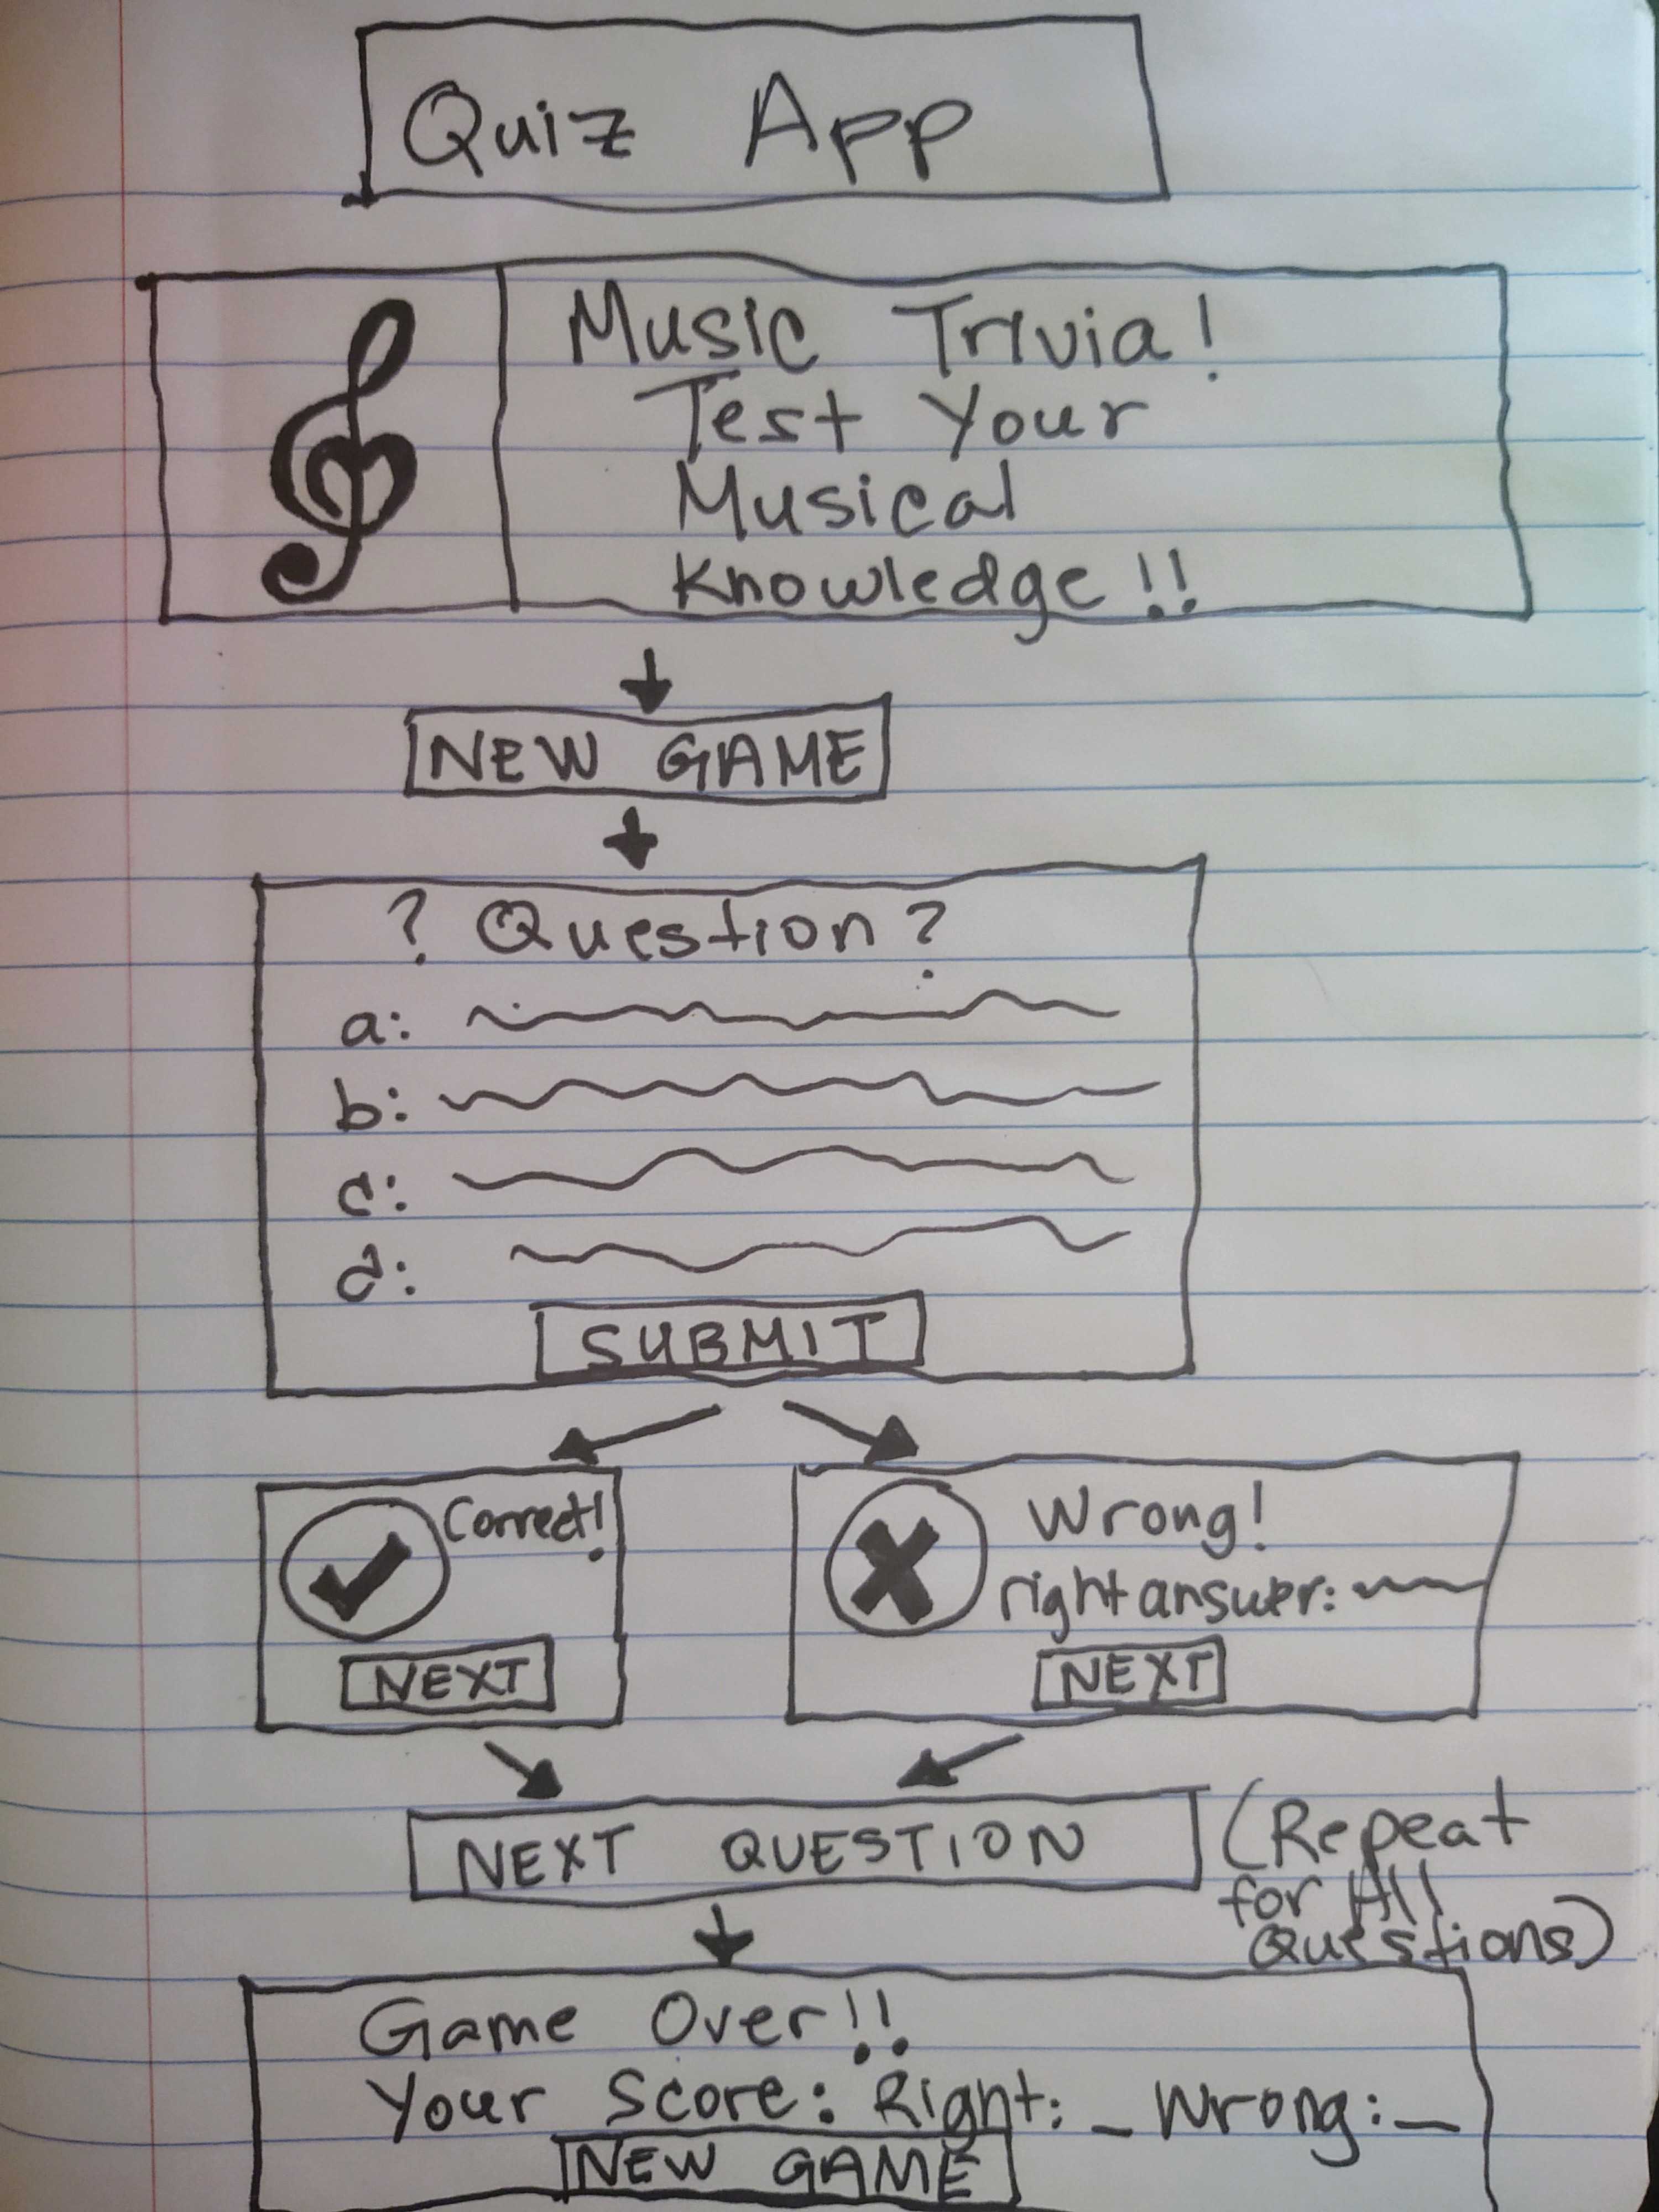 Quiz App
Music Trivia!
Test Your
Musical
Knowledge!!
NEW GAME
? Question?
a:
b:
c:
d:
SUBMIT
Correct!
NEXT
Wrong!
right answer:
NEXT
NEXT QUESTION
(Repeat
for All
Questions)
Game Over!!
Your Score: Right: _ Wrong: _
NEW GAME